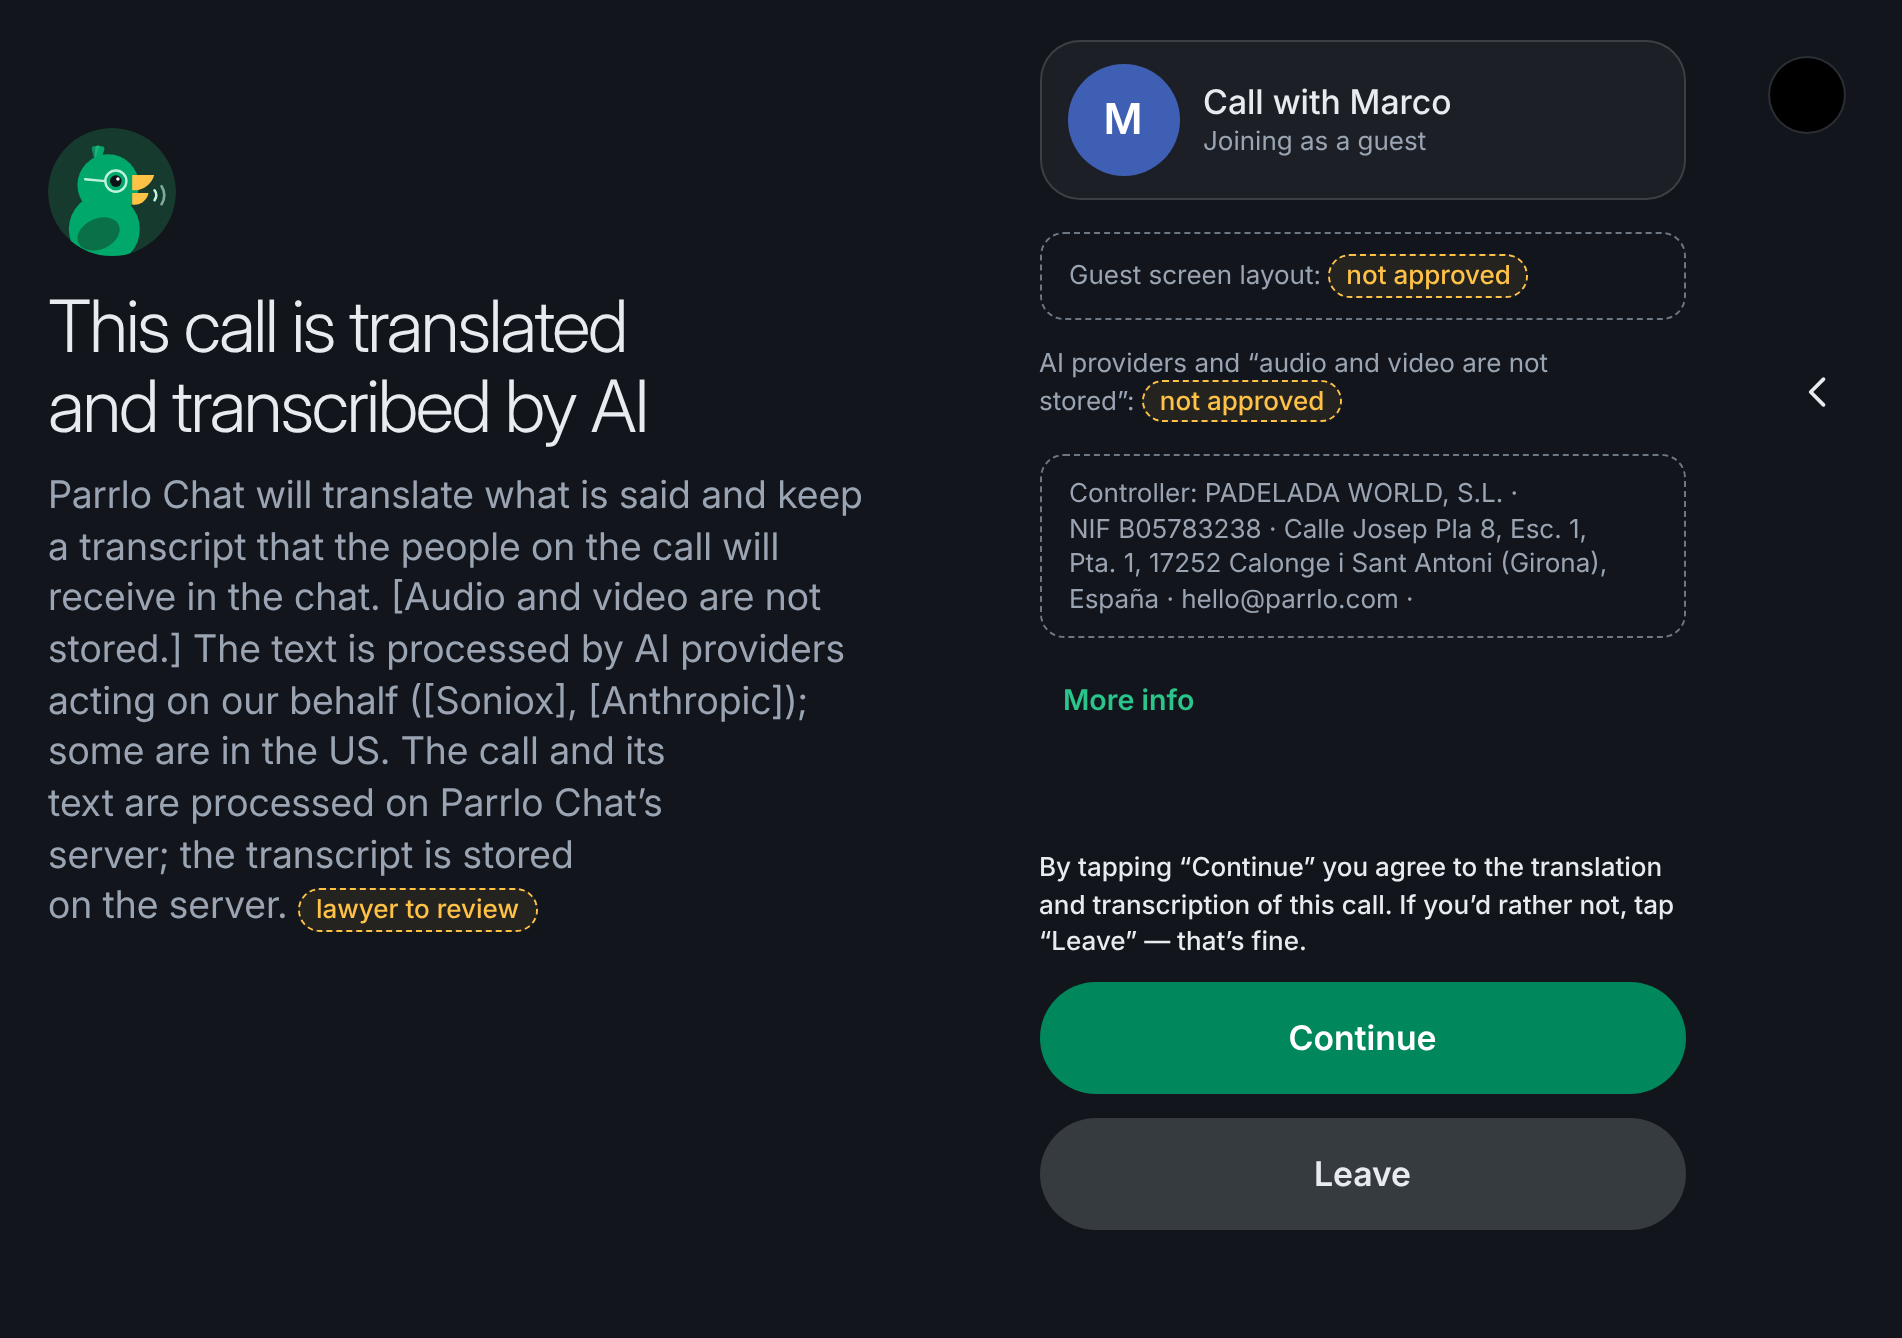 This call is translated
and transcribed by AI
Parrlo Chat will translate what is said and keep
a transcript that the people on the call will
receive in the chat. [Audio and video are not
stored.] The text is processed by AI providers
acting on our behalf ([Soniox], [Anthropic]);
some are in the US. The call and its
text are processed on Parrlo Chat’s
server; the transcript is stored
on the server. lawyer to review
M
Call with Marco
Joining as a guest
Guest screen layout: not approved
AI providers and “audio and video are not
stored”: not approved
Controller: PADELADA WORLD, S.L. ·
NIF B05783238 · Calle Josep Pla 8, Esc. 1,
Pta. 1, 17252 Calonge i Sant Antoni (Girona),
España · hello@parrlo.com ·
More info
By tapping “Continue” you agree to the translation
and transcription of this call. If you’d rather not, tap
“Leave” — that’s fine.
Continue
Leave